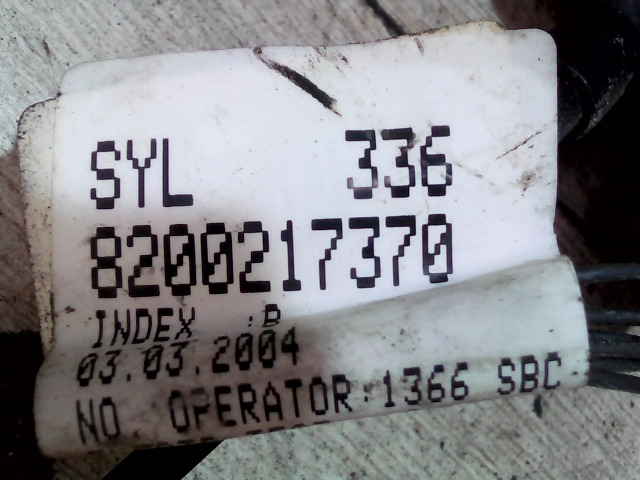 SYL 336
8200217370
INDEX :B
03.03.2004
NO OPERATOR:1366 SBC